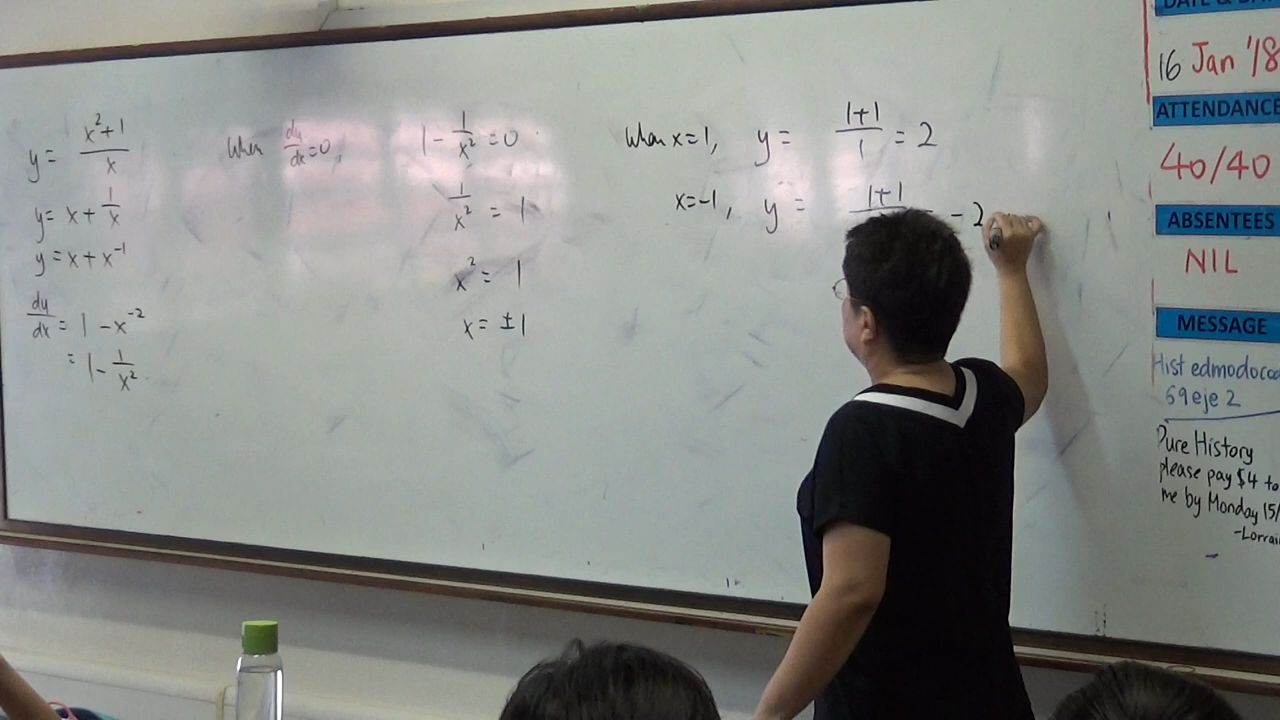 y = x²+1/x
y = x + 1/x
y = x + x⁻¹
dy/dx = 1 - x⁻²
= 1 - 1/x²
When dy/dx = 0,
1 - 1/x² = 0
1/x² = 1
x² = 1
x = ±1
When x = 1, y = 1+1/1 = 2
x = -1, y = 1+1 - 2
16 Jan '18
ATTENDANCE
40/40
ABSENTEES
NIL
MESSAGE
Hist
69eje2
Pure History
please pay $4 to
me by Monday 15/